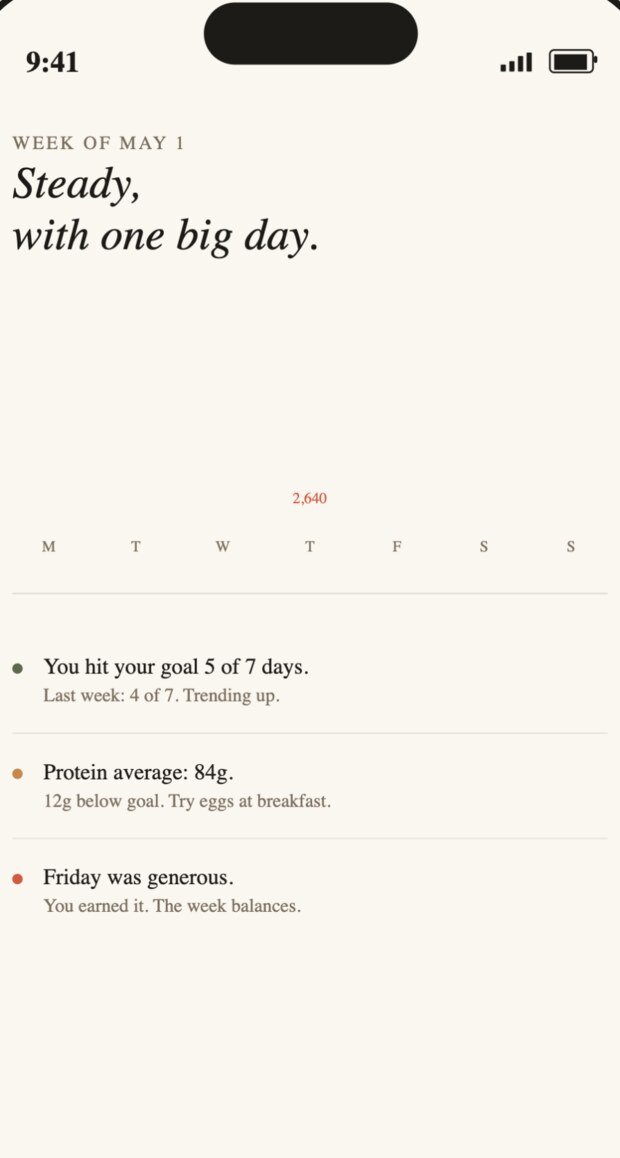 9:41
WEEK OF MAY 1
Steady,
with one big day.
2,640
M T W T F S S
You hit your goal 5 of 7 days.
Last week: 4 of 7. Trending up.
Protein average: 84g.
12g below goal. Try eggs at breakfast.
Friday was generous.
You earned it. The week balances.